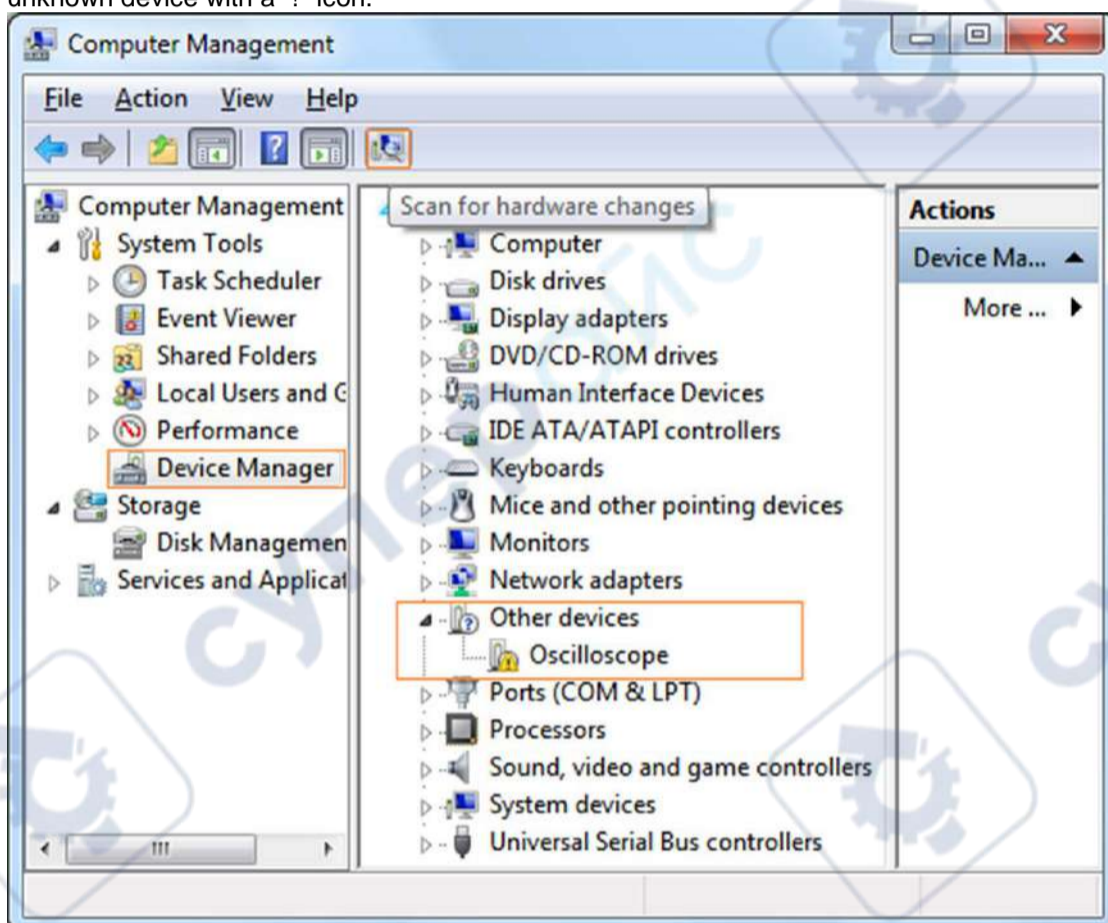 unknown device with a "?" icon.
Computer Management
File Action View Help
Scan for hardware changes
Computer Management
System Tools
Task Scheduler
Event Viewer
Shared Folders
Local Users and G
Performance
Device Manager
Storage
Disk Managemen
Services and Applicat
Computer
Disk drives
Display adapters
DVD/CD-ROM drives
Human Interface Devices
IDE ATA/ATAPI controllers
Keyboards
Mice and other pointing devices
Monitors
Network adapters
Other devices
Oscilloscope
Ports (COM & LPT)
Processors
Sound, video and game controllers
System devices
Universal Serial Bus controllers
Actions
Device Ma...
More ...
суперайс